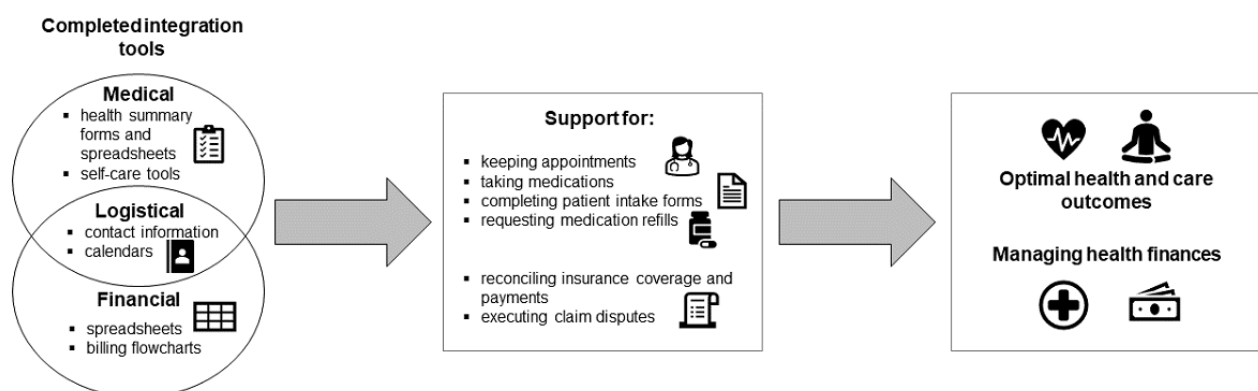 Completed integration
tools
Medical
▪ health summary
forms and
spreadsheets
▪ self-care tools
Logistical
▪ contact information
▪ calendars
Financial
▪ spreadsheets
▪ billing flowcharts
Support for:
▪ keeping appointments
▪ taking medications
▪ completing patient intake forms
▪ requesting medication refills
▪ reconciling insurance coverage and
payments
▪ executing claim disputes
Optimal health and care
outcomes
Managing health finances